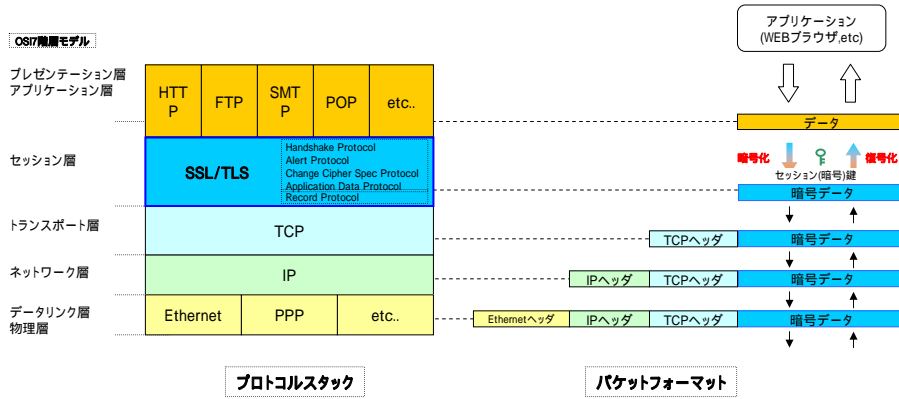 アプリケーション
(WEBブラウザ,etc)
OSI7階層モデル
プレゼンテーション層
アプリケーション層
HTT
P
FTP
SMT
P
POP
etc..
データ
セッション層
SSL/TLS
Handshake Protocol
Alert Protocol
Change Cipher Spec Protocol
Application Data Protocol
Record Protocol
暗号化
復号化
セッション(暗号)鍵
暗号データ
トランスポート層
TCP
TCPヘッダ
暗号データ
ネットワーク層
IP
IPヘッダ
TCPヘッダ
暗号データ
データリンク層
物理層
Ethernet
PPP
etc..
Ethernetヘッダ
IPヘッダ
TCPヘッダ
暗号データ
プロトコルスタック
パケットフォーマット